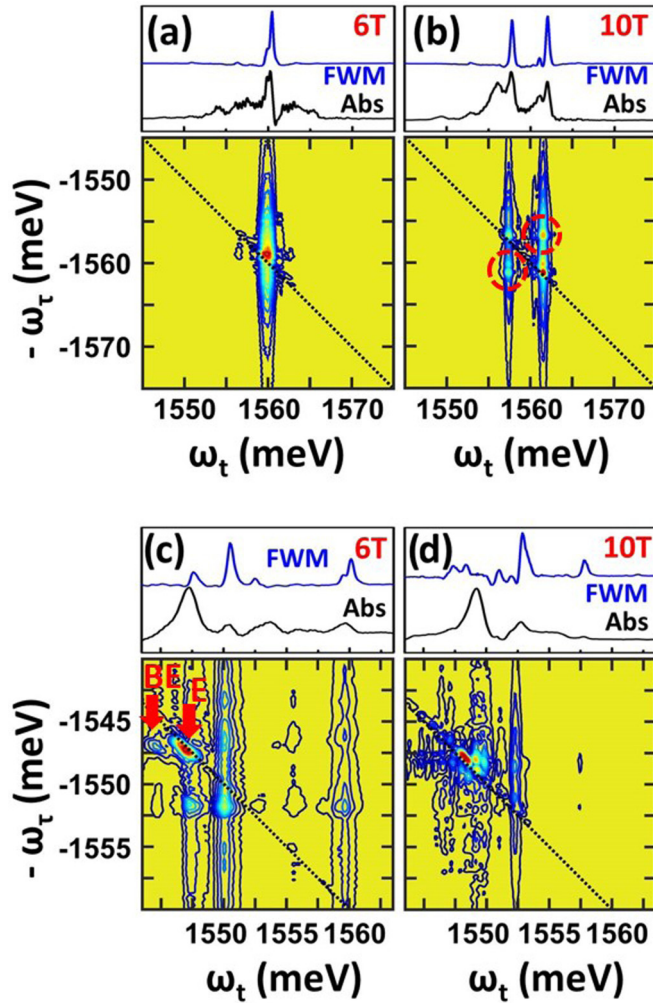 (a) 6T (b) 10T
FWM FWM
Abs Abs
-1550
-1560
-1570
- ωτ (meV)
1550 1560 1570 1550 1560 1570
ωt (meV) ωt (meV)
(c) FWM 6T (d) 10T
FWM
Abs Abs
BE
E
-1545
-1550
-1555
- ωτ (meV)
1550 1555 1560 1550 1555 1560
ωt (meV) ωt (meV)